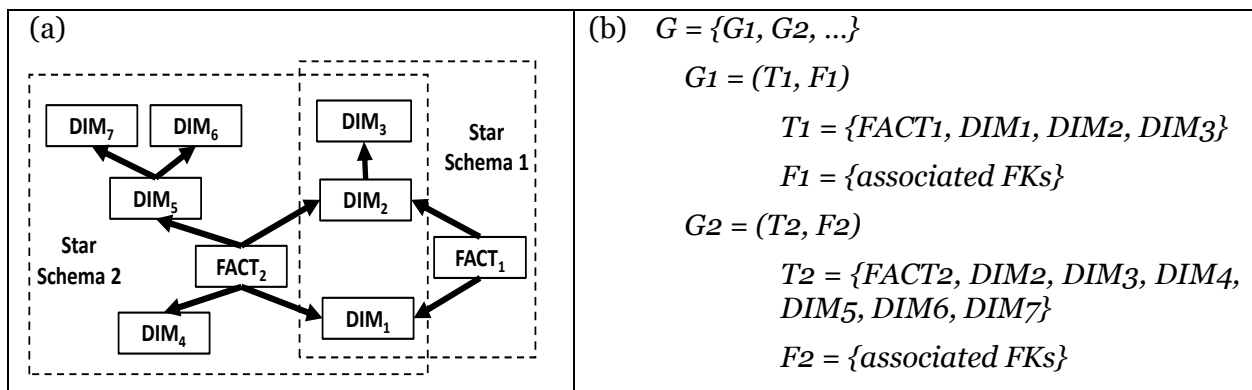 (a)
DIM7
DIM6
DIM3
Star
Schema 1
DIM5
DIM2
Star
Schema 2
FACT2
FACT1
DIM4
DIM1
(b) G = {G1, G2, ...}
G1 = (T1, F1)
T1 = {FACT1, DIM1, DIM2, DIM3}
F1 = {associated FKs}
G2 = (T2, F2)
T2 = {FACT2, DIM2, DIM3, DIM4,
DIM5, DIM6, DIM7}
F2 = {associated FKs}